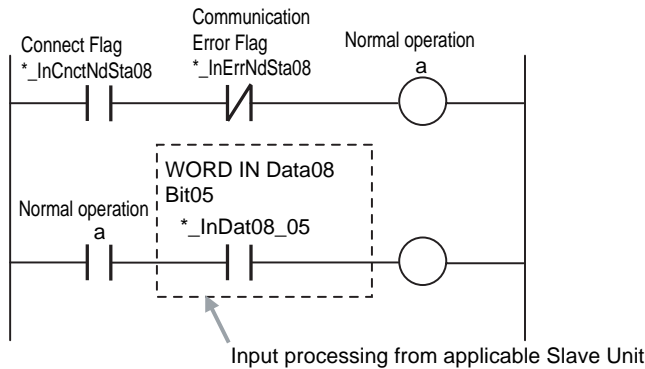 Communication
Connect Flag
Error Flag
Normal operation
*_InCnctNdSta08
*_InErrNdSta08
a
WORD IN Data08
Bit05
Normal operation
a
*_InDat08_05
Input processing from applicable Slave Unit